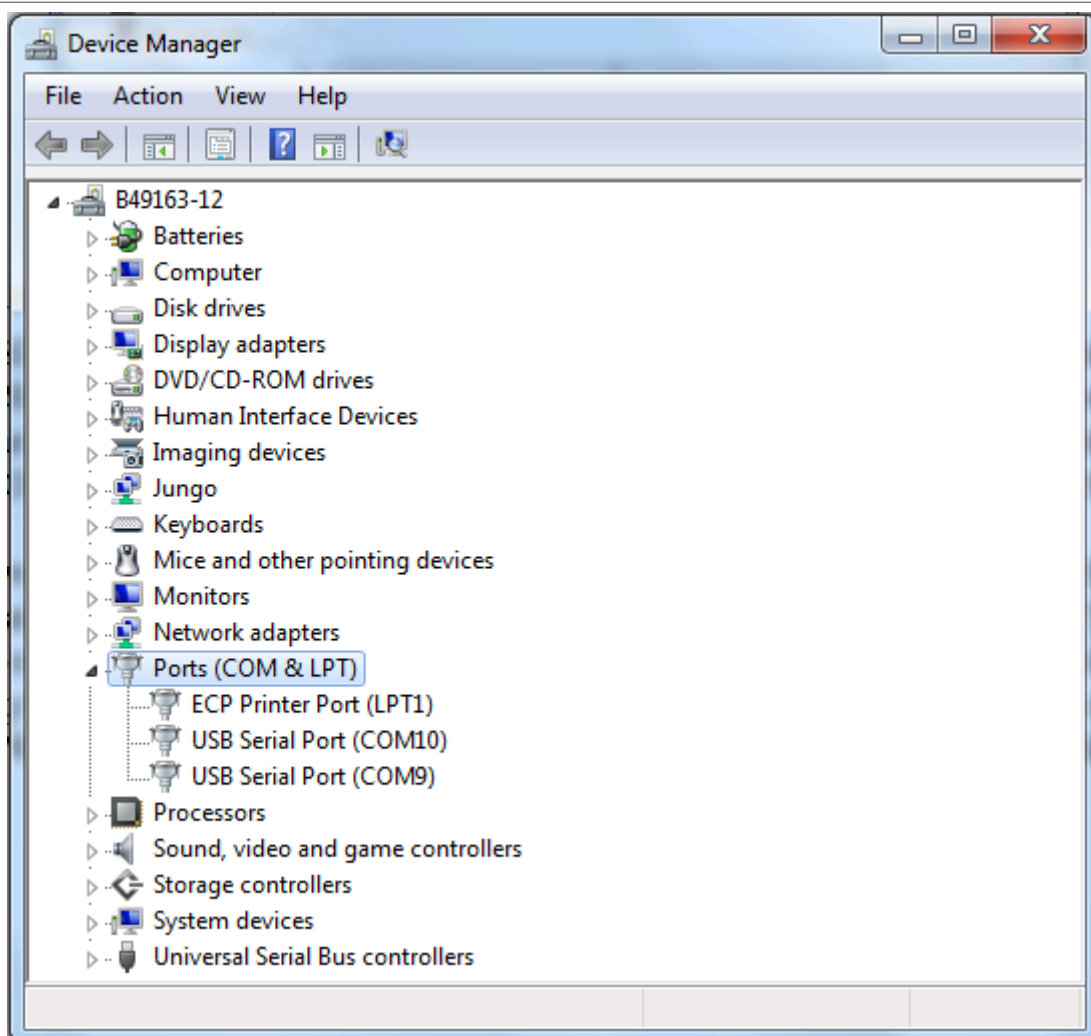 Device Manager
File Action View Help
B49163-12
Batteries
Computer
Disk drives
Display adapters
DVD/CD-ROM drives
Human Interface Devices
Imaging devices
Jungo
Keyboards
Mice and other pointing devices
Monitors
Network adapters
Ports (COM & LPT)
ECP Printer Port (LPT1)
USB Serial Port (COM10)
USB Serial Port (COM9)
Processors
Sound, video and game controllers
Storage controllers
System devices
Universal Serial Bus controllers